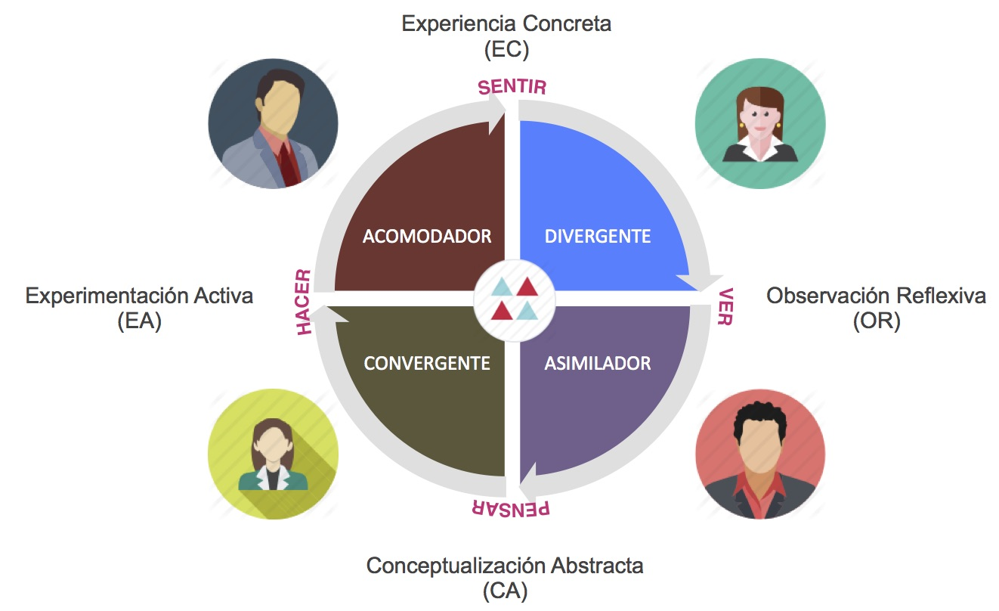 Experiencia Concreta
(EC)
SENTIR
ACOMODADOR
DIVERGENTE
HACER
Experimentación Activa
(EA)
VER
Observación Reflexiva
(OR)
CONVERGENTE
ASIMILADOR
PENSAR
Conceptualización Abstracta
(CA)